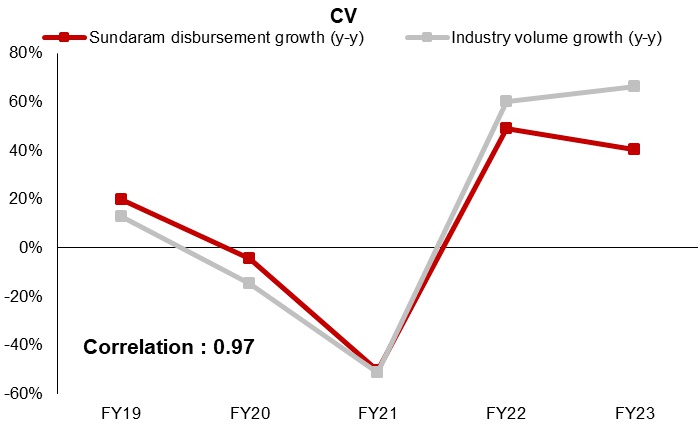 CV
Sundaram disbursement growth (y-y) Industry volume growth (y-y)
80%
60%
40%
20%
0%
-20%
-40%
-60%
Correlation : 0.97
FY19 FY20 FY21 FY22 FY23